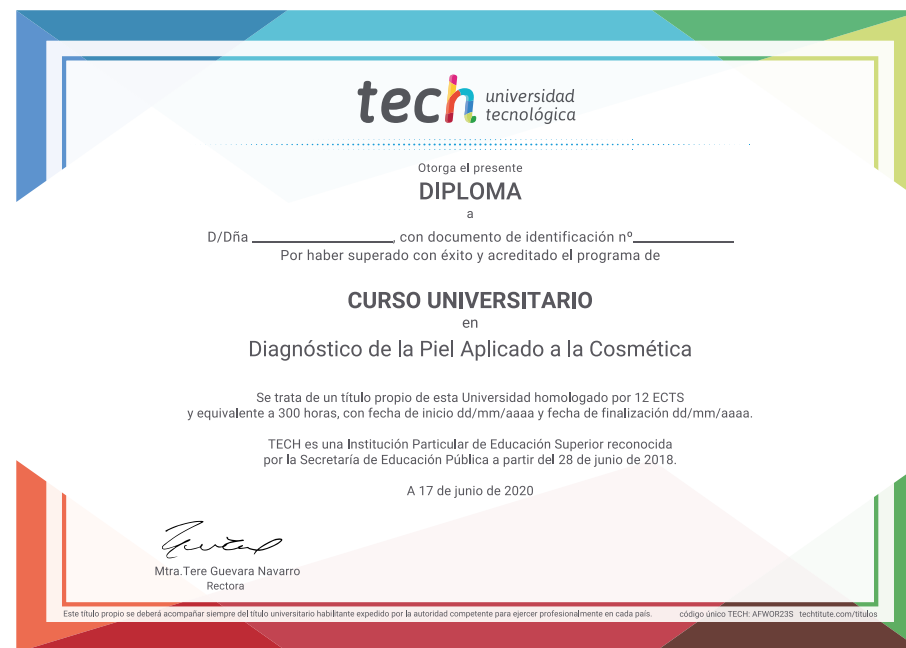 tech universidad
tecnológica
Otorga el presente
DIPLOMA
a
D/Dña ____________________, con documento de identificación nº______________
Por haber superado con éxito y acreditado el programa de
CURSO UNIVERSITARIO
en
Diagnóstico de la Piel Aplicado a la Cosmética
Se trata de un título propio de esta Universidad homologado por 12 ECTS
y equivalente a 300 horas, con fecha de inicio dd/mm/aaaa y fecha de finalización dd/mm/aaaa.
TECH es una Institución Particular de Educación Superior reconocida
por la Secretaría de Educación Pública a partir del 28 de junio de 2018.
A 17 de junio de 2020
Mtra.Tere Guevara Navarro
Rectora
Este título propio se deberá acompañar siempre del título universitario habilitante expedido por la autoridad competente para ejercer profesionalmente en cada país. código único TECH: AFWOR23S techtitute.com/titulos